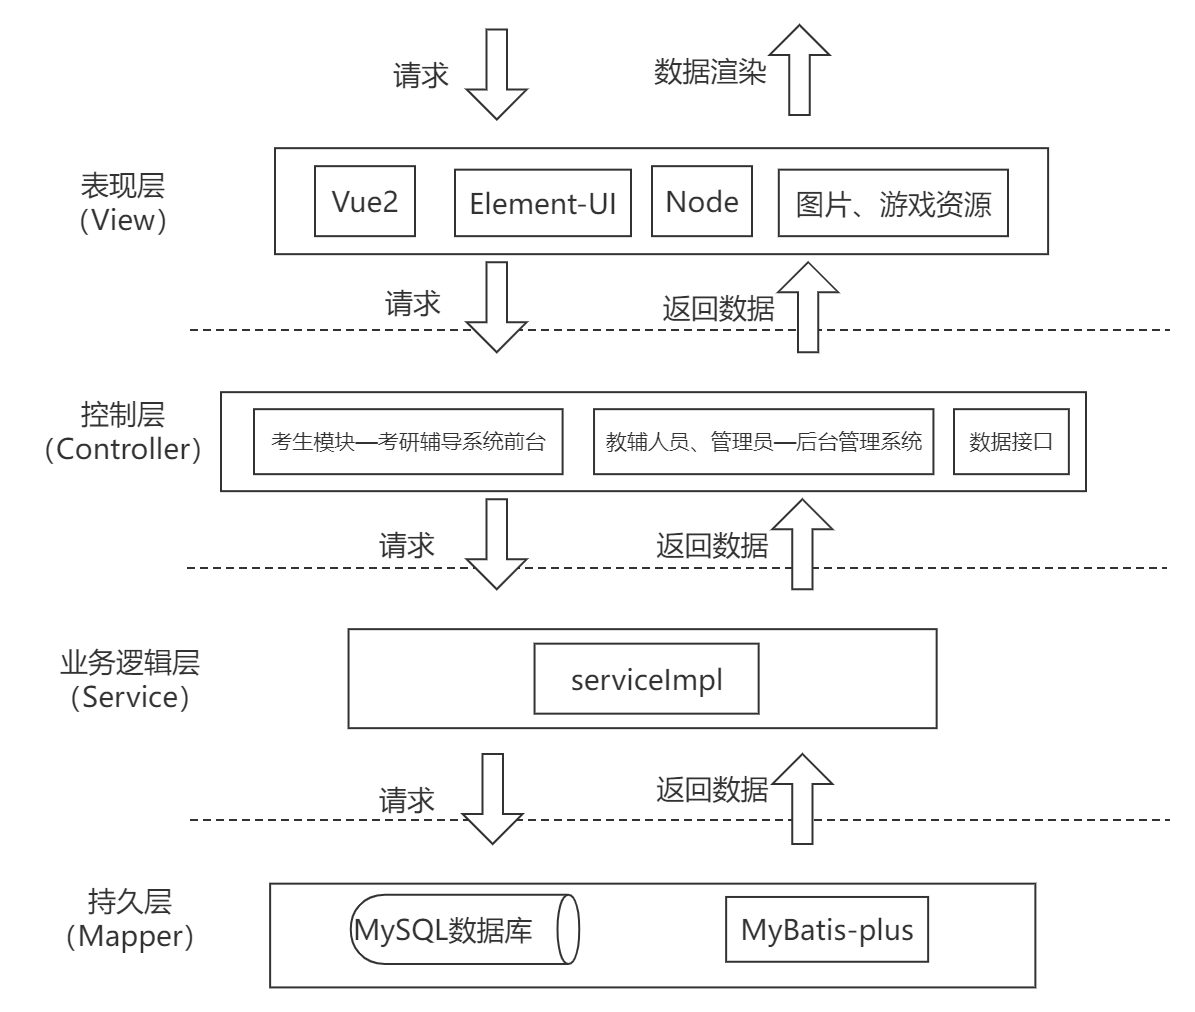 请求
数据渲染
表现层
（View）
Vue2
Element-UI
Node
图片、游戏资源
请求
返回数据
控制层
（Controller）
考生模块—考研辅导系统前台
教辅人员、管理员—后台管理系统
数据接口
请求
返回数据
业务逻辑层
（Service）
serviceImpl
请求
返回数据
持久层
（Mapper）
MySQL数据库
MyBatis-plus